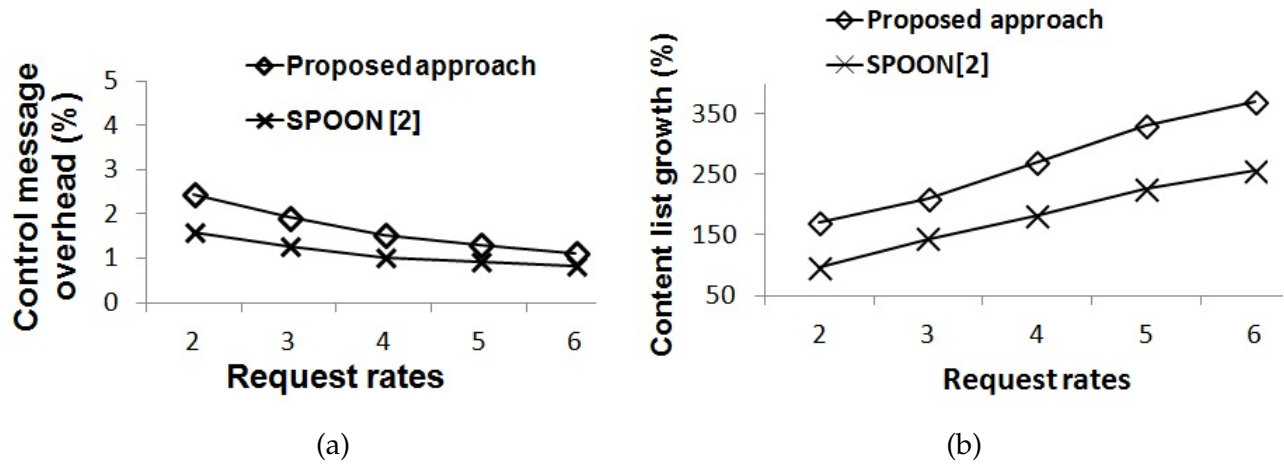 Control message
overhead (%)
Proposed approach
SPOON [2]
5
4
3
2
1
0
2 3 4 5 6
Request rates
(a)
Content list growth (%)
Proposed approach
SPOON[2]
350
250
150
50
2 3 4 5 6
Request rates
(b)